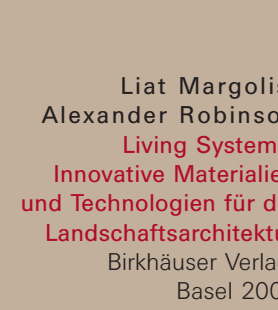 Liat Margolis
Alexander Robinso
Living System
Innovative Materialie
und Technologien für d
Landschaftsarchitektu
Birkhäuser Verla
Basel 200